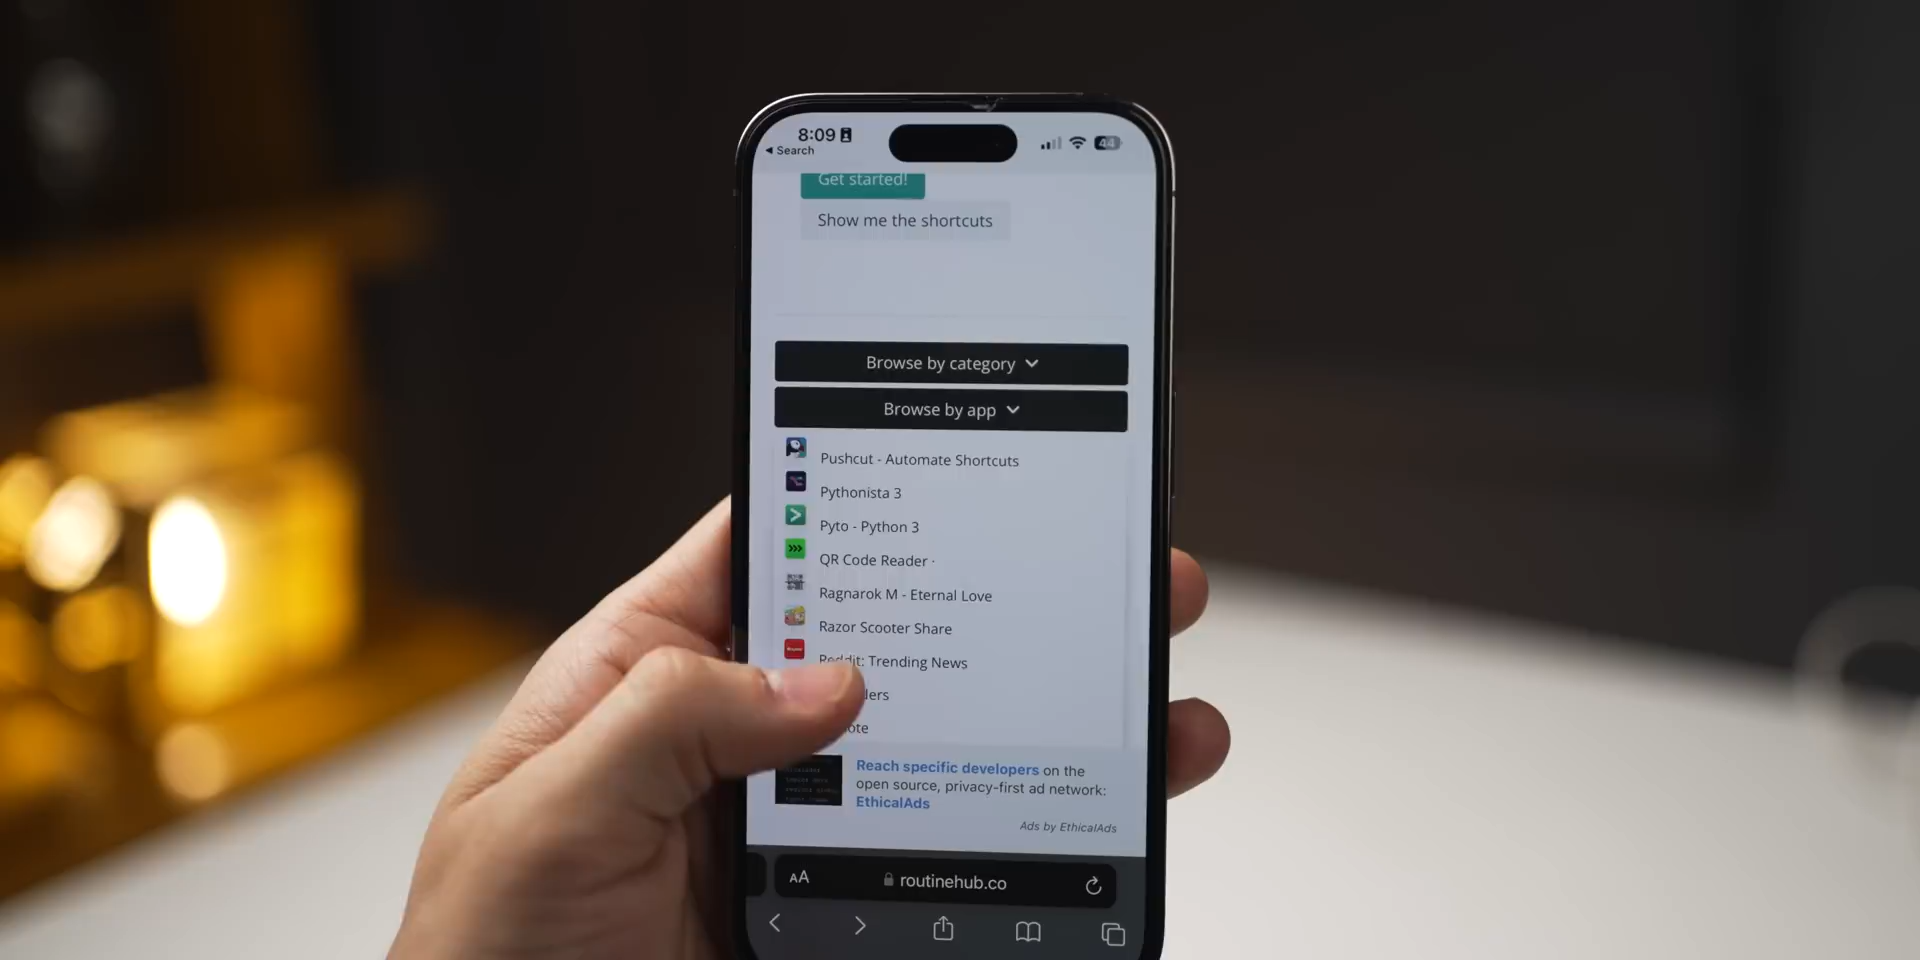 8:09
44
Search
Get started!
Show me the shortcuts
Browse by category
Browse by app
Pushcut - Automate Shortcuts
Pythonista 3
Pyto - Python 3
QR Code Reader ·
Ragnarok M - Eternal Love
Razor Scooter Share
Reddit: Trending News
Reach specific developers on the
open source, privacy-first ad network:
EthicalAds
Ads by EthicalAds
AA
routinehub.co